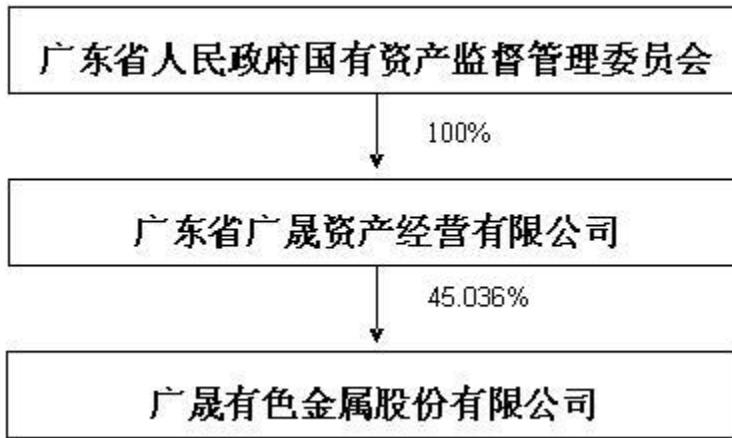 广东省人民政府国有资产监督管理委员会
100%
广东省广晟资产经营有限公司
45.036%
广晟有色金属股份有限公司